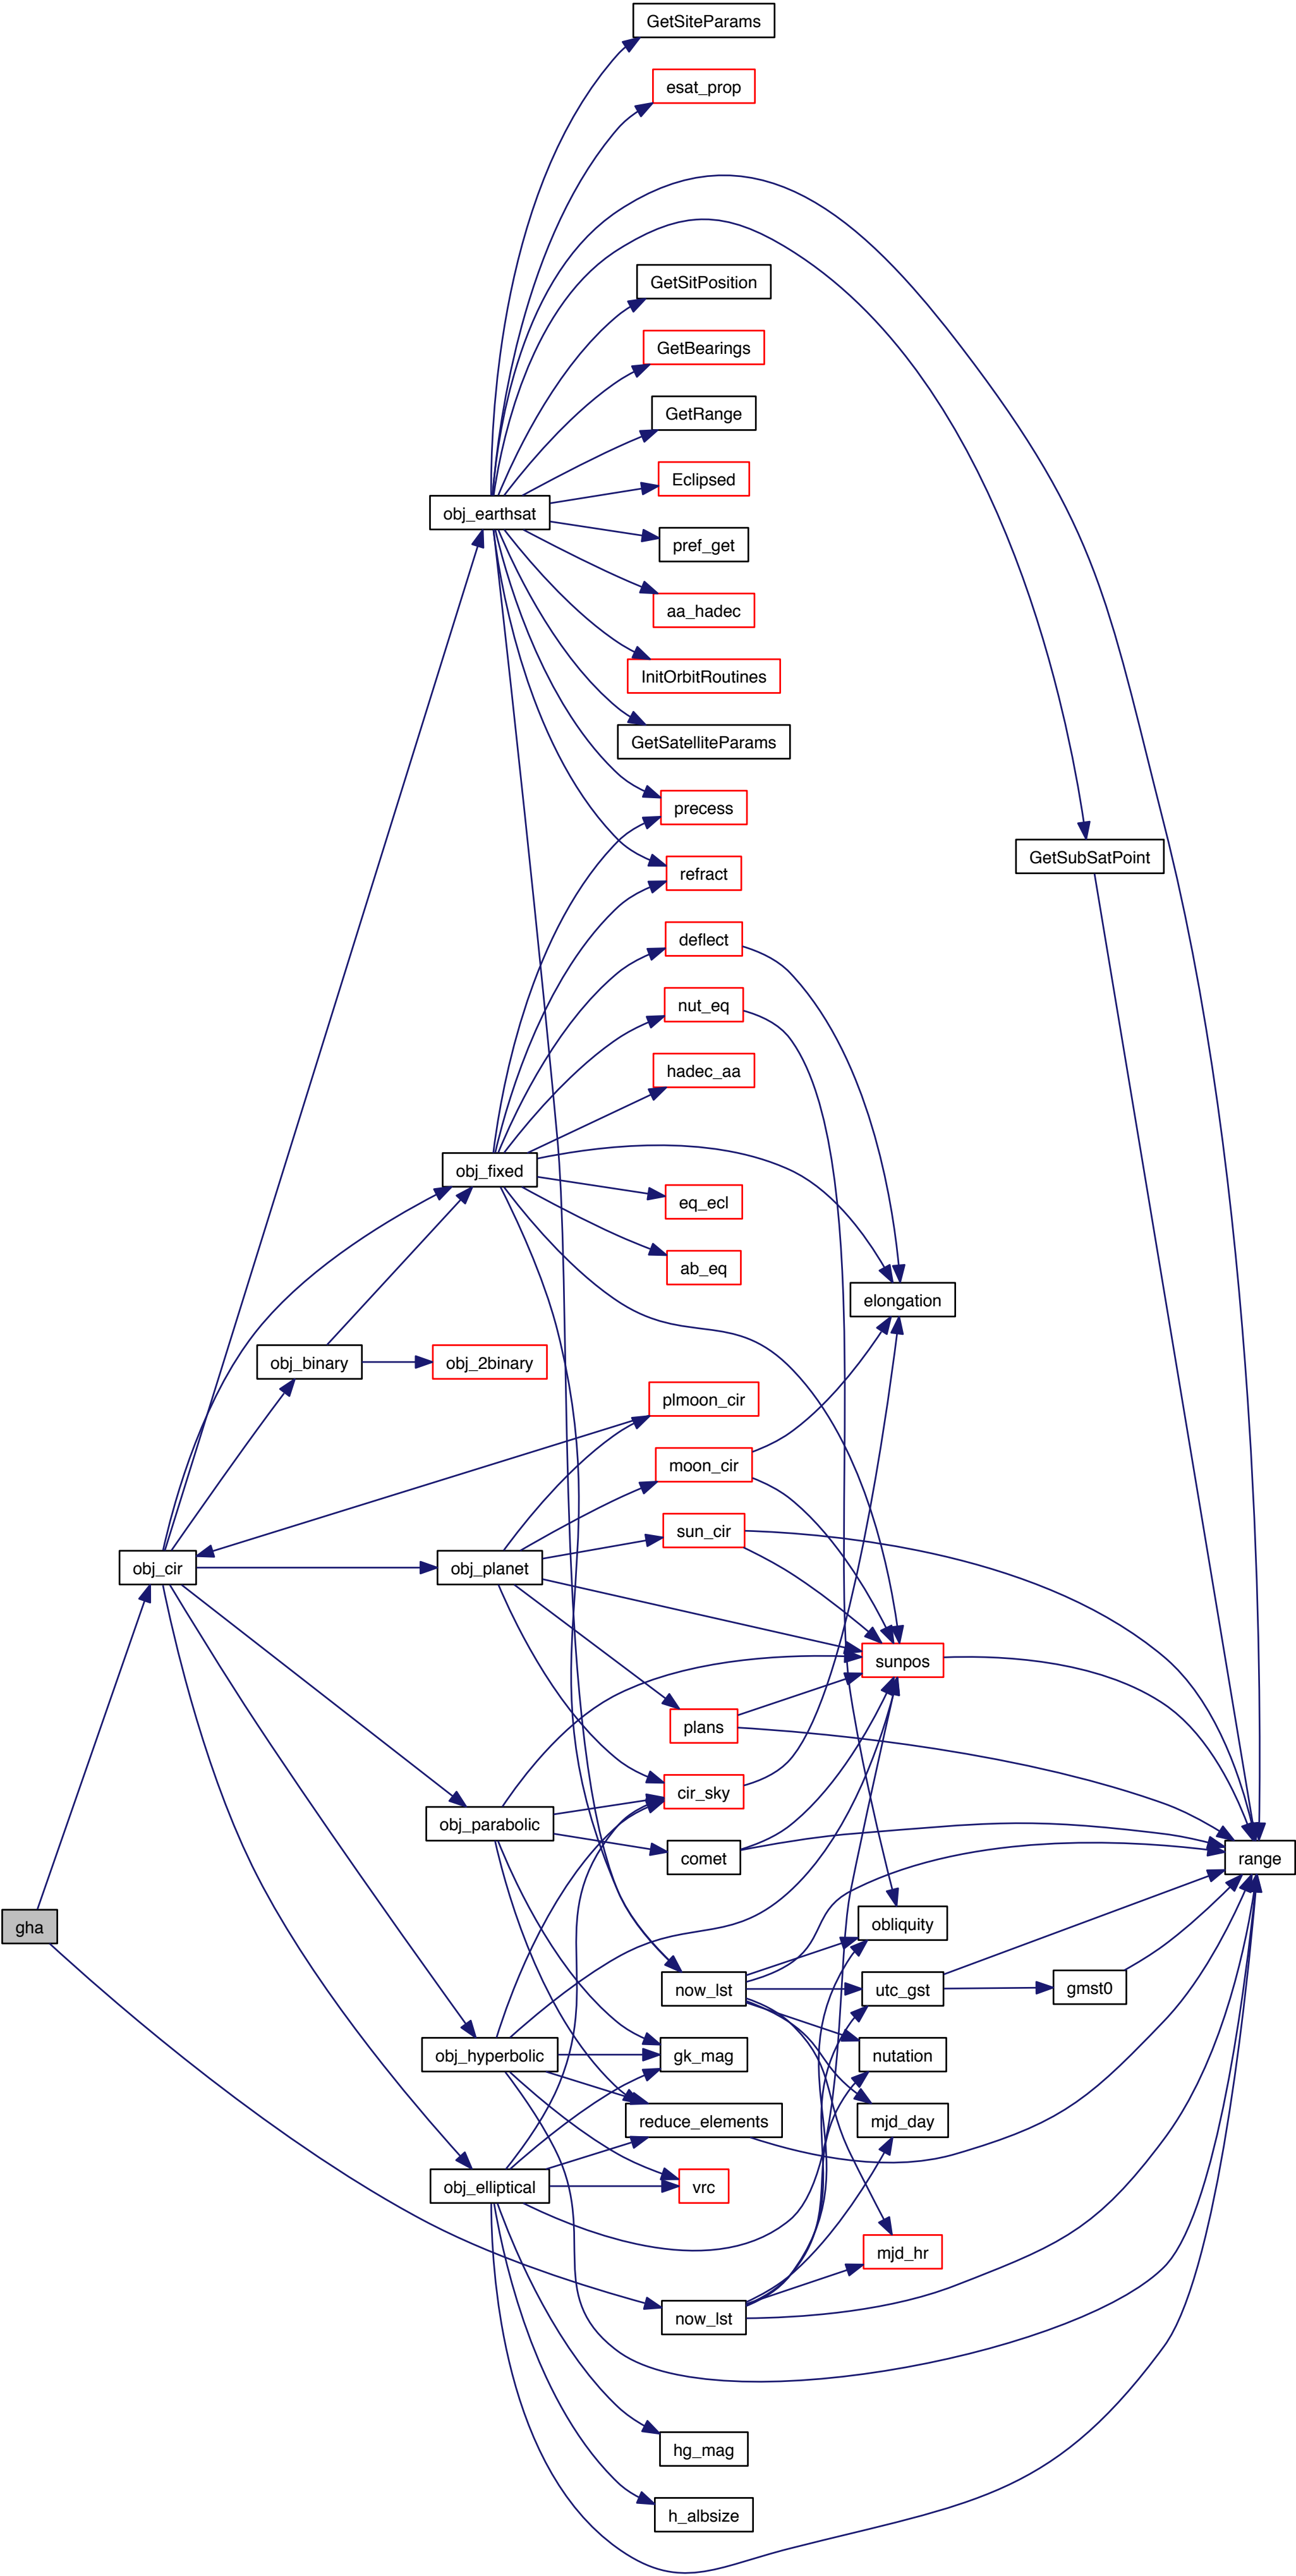 GetSiteParams
esat_prop
GetSitPosition
GetBearings
GetRange
Eclipsed
obj_earthsat
pref_get
aa_hadec
InitOrbitRoutines
GetSatelliteParams
precess
GetSubSatPoint
refract
deflect
nut_eq
hadec_aa
obj_fixed
eq_ecl
ab_eq
elongation
obj_binary
obj_2binary
plmoon_cir
moon_cir
sun_cir
obj_cir
obj_planet
sunpos
plans
cir_sky
obj_parabolic
comet
range
gha
obliquity
now_lst
utc_gst
gmst0
obj_hyperbolic
gk_mag
nutation
reduce_elements
mjd_day
obj_elliptical
vrc
mjd_hr
now_lst
hg_mag
h_albsize